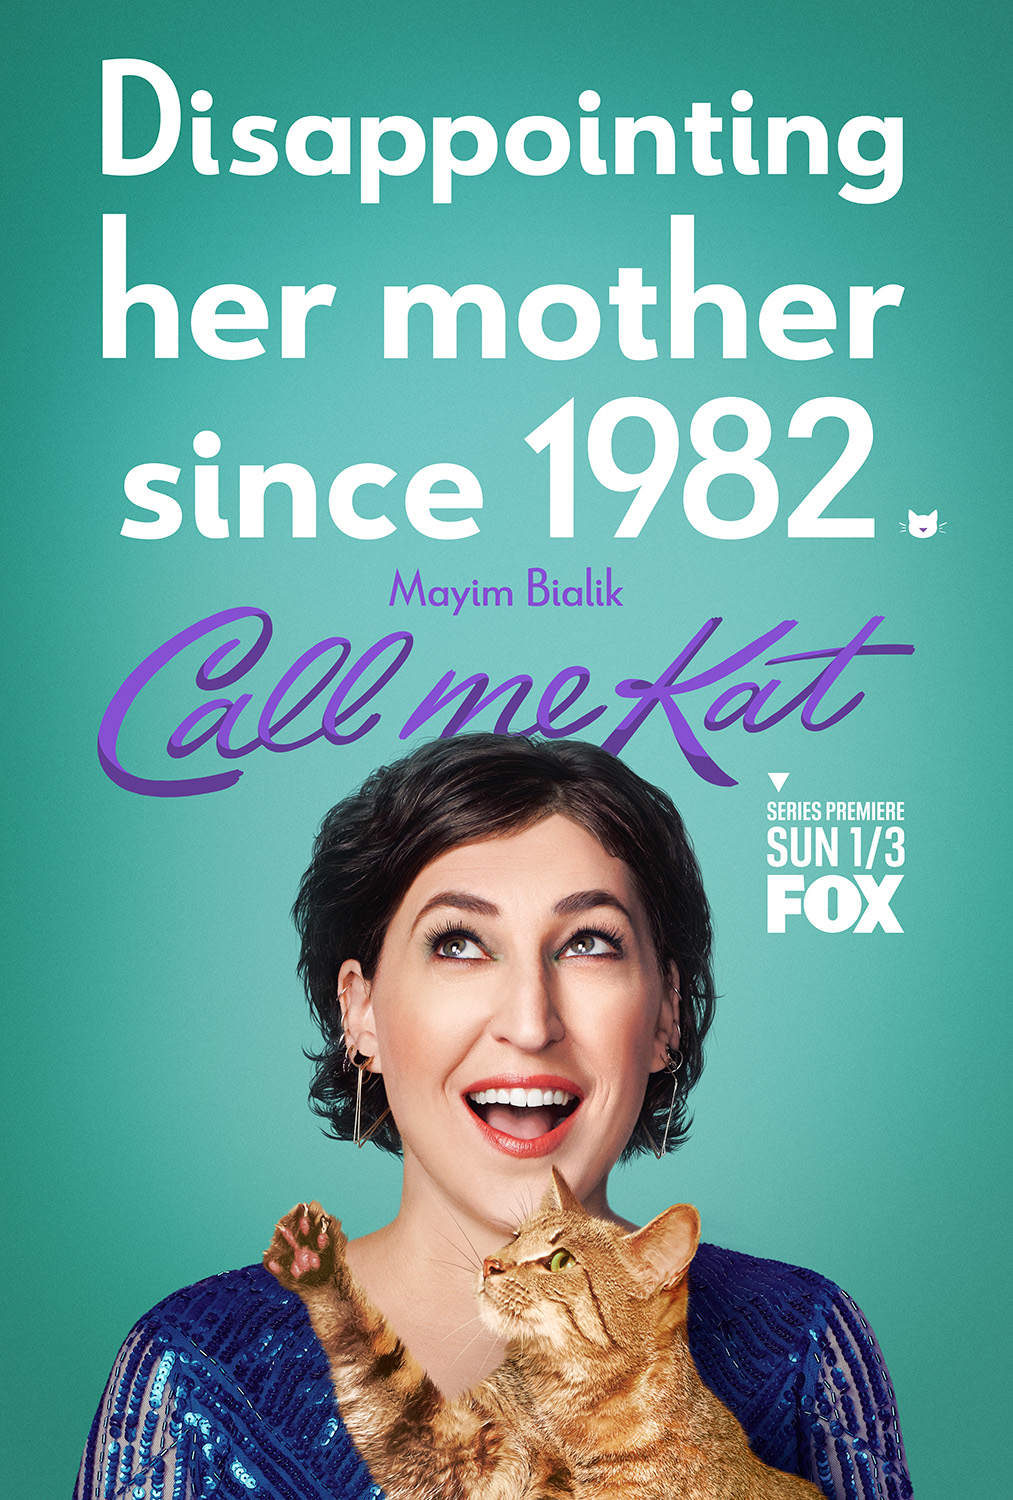 Disappointing
her mother
since 1982.
Mayim Bialik
Call me Kat
SERIES PREMIERE
SUN 1/3
FOX